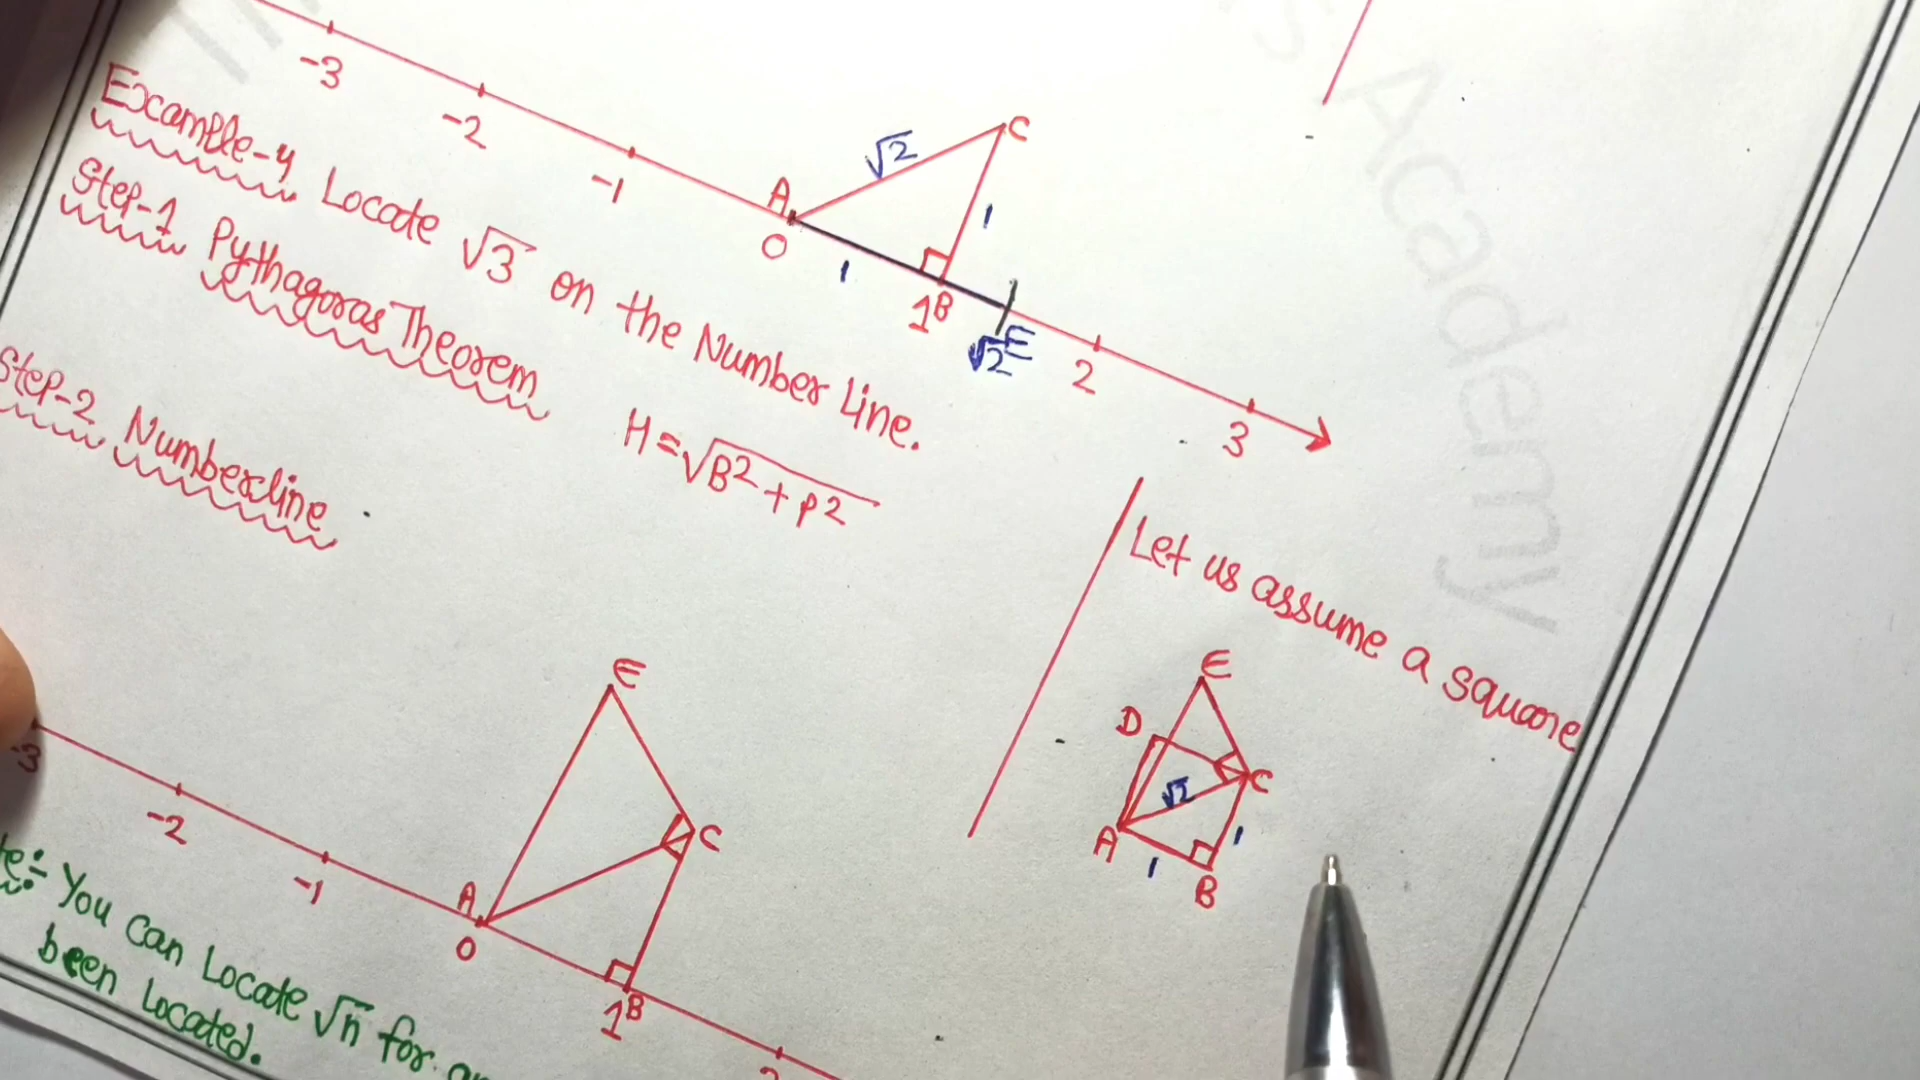 -3 -2 -1 0 1 √2 2 3
A √2 C 1 1 B E
Example-4 Locate √3 on the Number line.
Step-1 Pythagoras Theorem H=√B²+P²
Step-2 Numberline
Let us assume a square
E
D
√2 C
A 1 B 1
E
C
A
B
-3 -2 -1 0 1
You can Locate √n for
been Located.
Academy